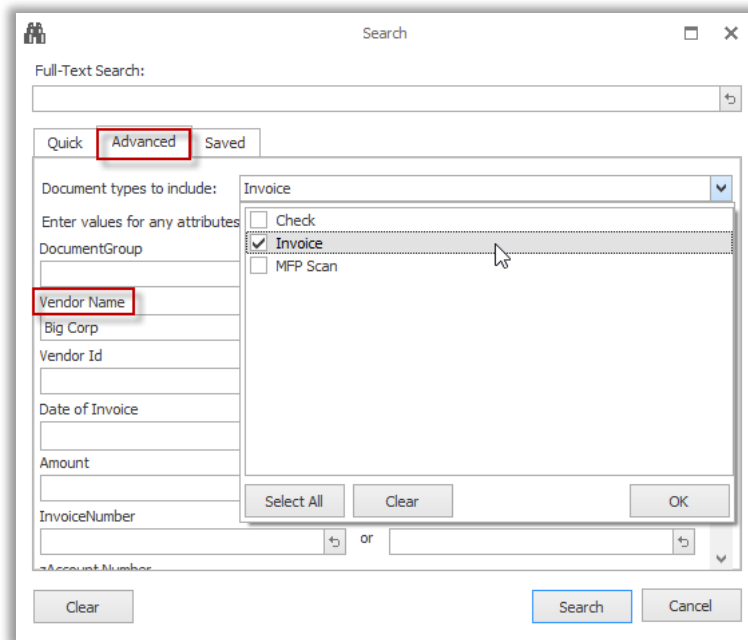 Search
Full-Text Search:
Quick Advanced Saved
Document types to include: Invoice
Enter values for any attributes
Check
Invoice
MFP Scan
DocumentGroup
Vendor Name
Big Corp
Vendor Id
Date of Invoice
Amount
Select All Clear OK
InvoiceNumber
or
zAccount Number
Clear Search Cancel